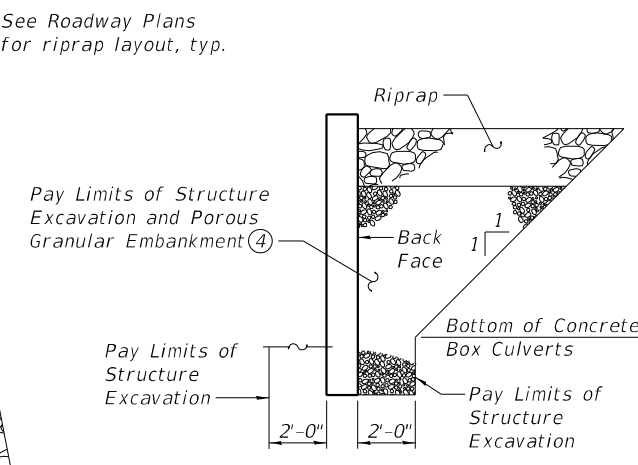 See Roadway Plans
for riprap layout, typ.
Riprap
Pay Limits of Structure
Excavation and Porous
Granular Embankment 4
Back
Face
1
1
Bottom of Concrete
Box Culverts
Pay Limits of
Structure
Excavation
Pay Limits of
Structure
Excavation
2'-0"
2'-0"